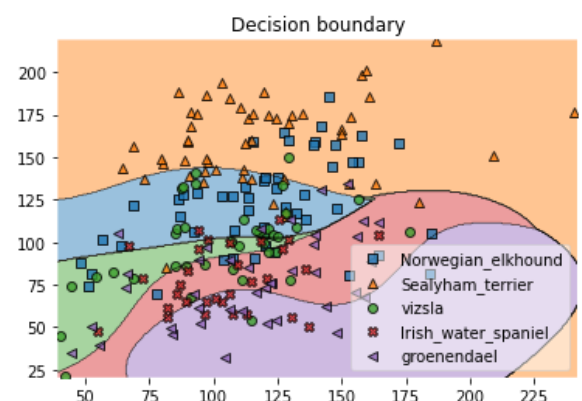 Decision boundary
200
175
150
125
100
75
50
25
50
75
100
125
150
175
200
225
Norwegian_elkhound
Sealyham_terrier
vizsla
Irish_water_spaniel
groenendael